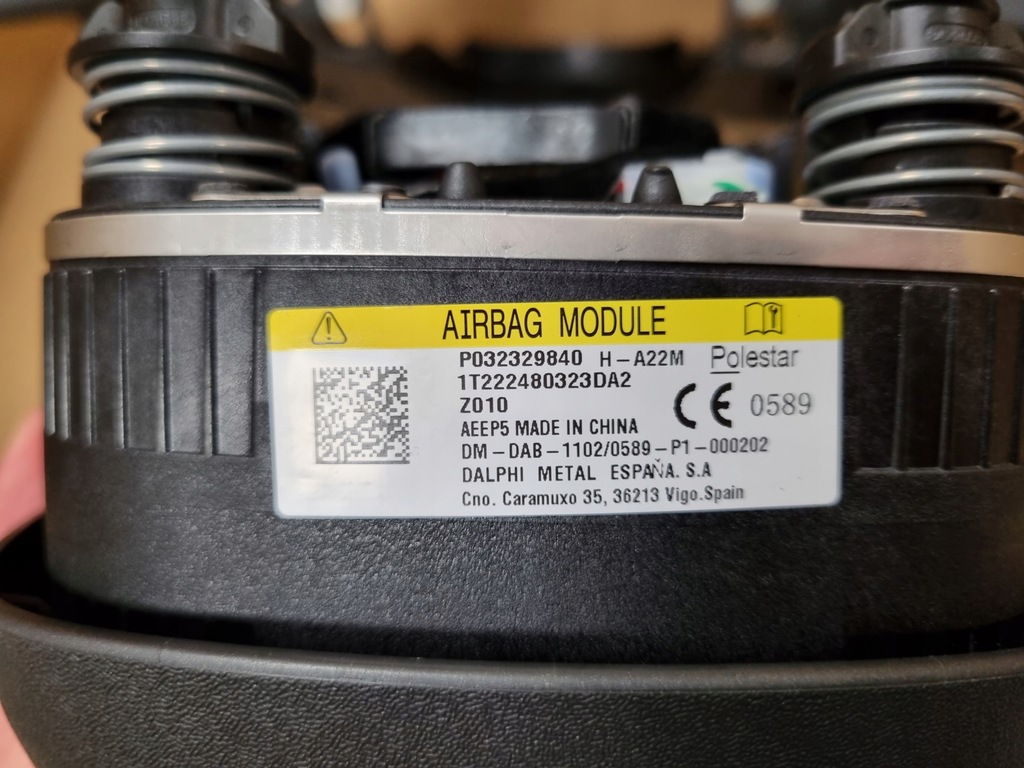 AIRBAG MODULE
P032329840 H-A22M Polestar
1T222480323DA2
Z010
CE 0589
AEEP5 MADE IN CHINA
DM-DAB-1102/0589-P1-000202
DALPHI METAL ESPAÑA. S.A
Cno. Caramuxo 35, 36213 Vigo.Spain